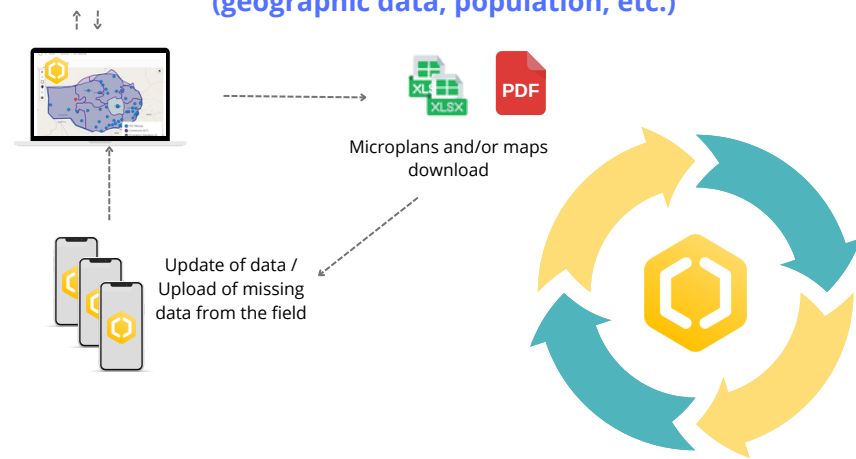 (geographic data, population, etc.)
XLSX
XLSX
PDF
Microplans and/or maps
download
Update of data /
Upload of missing
data from the field